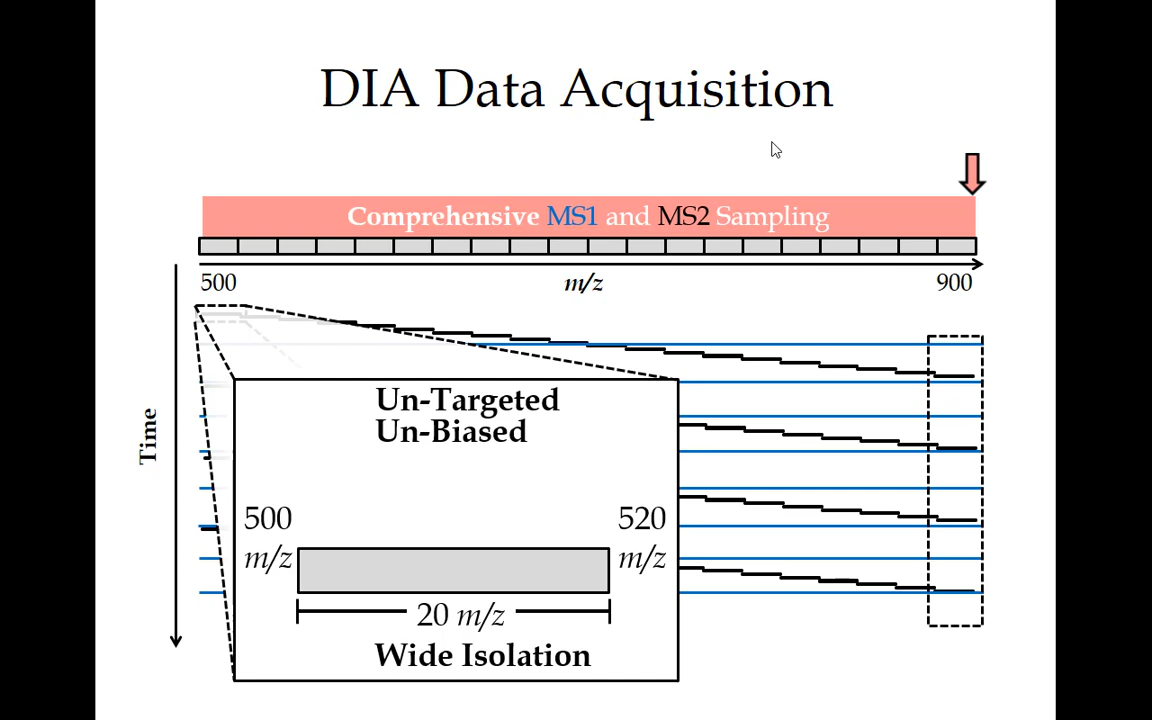 DIA Data Acquisition
Comprehensive MS1 and MS2 Sampling
500 m/z 900
Time
Un-Targeted
Un-Biased
500 m/z
520 m/z
20 m/z
Wide Isolation